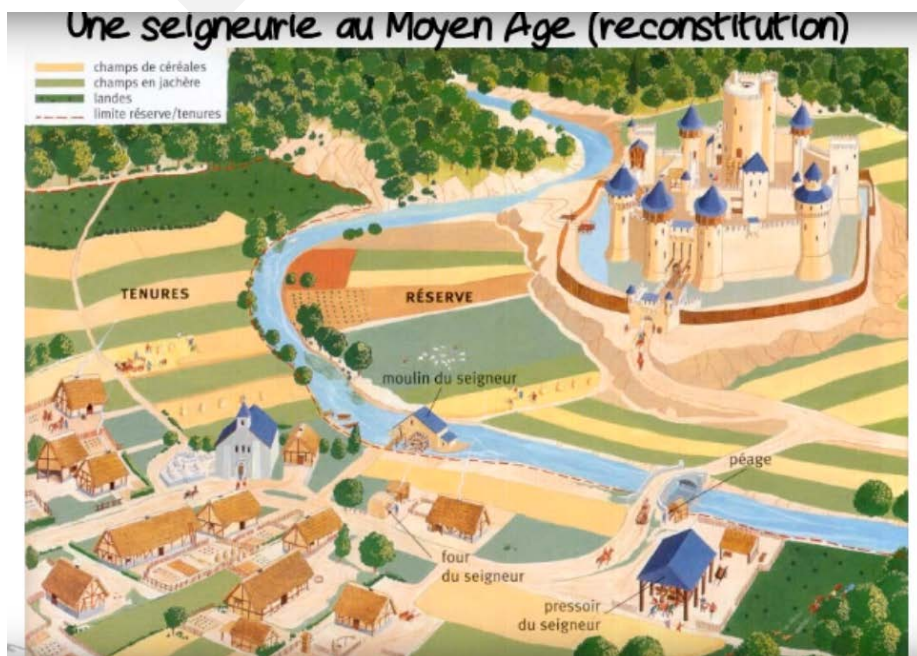 Une seigneurie au Moyen Age (reconstitution)
champs de céréales
champs en jachère
landes
limite réserve/tenures
TENURES
RÉSERVE
moulin du seigneur
péage
four
du seigneur
pressoir
du seigneur